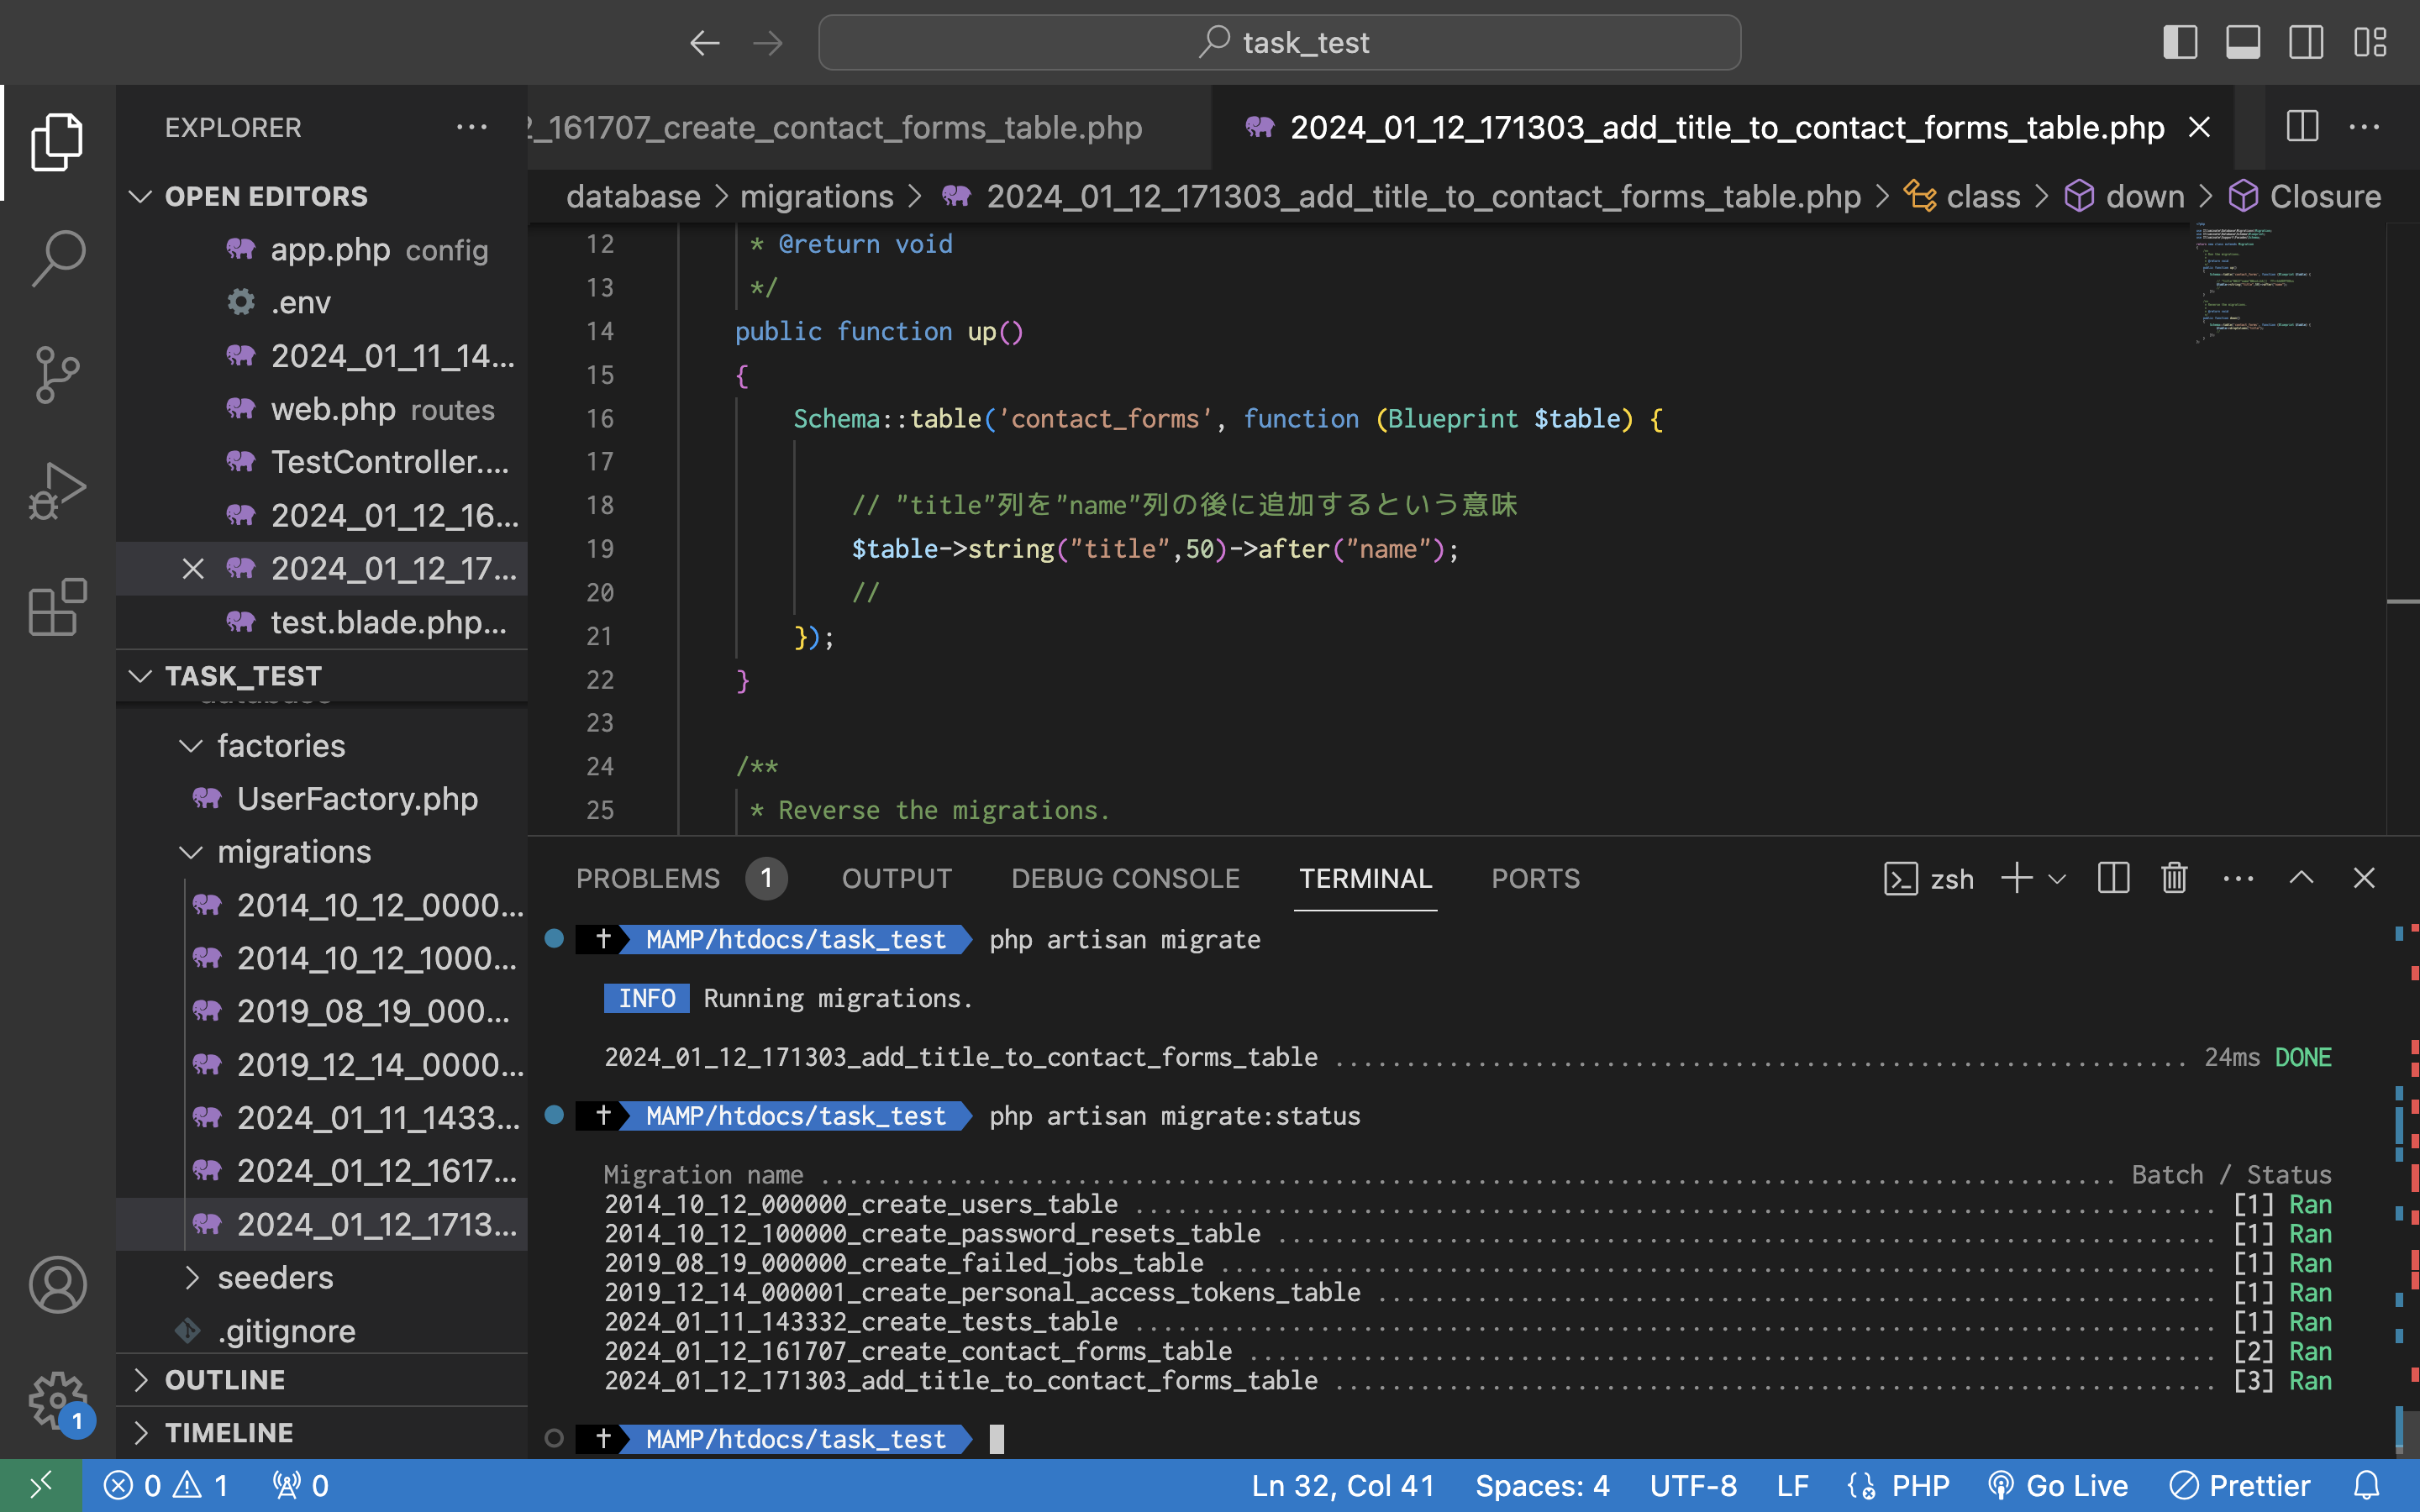 task_test
EXPLORER
OPEN EDITORS
app.php config
.env
2024_01_11_14...
web.php routes
TestController....
2024_01_12_16...
2024_01_12_17...
test.blade.php...
TASK_TEST
factories
UserFactory.php
migrations
2014_10_12_0000...
2014_10_12_1000...
2019_08_19_000...
2019_12_14_0000...
2024_01_11_1433...
2024_01_12_1617...
2024_01_12_1713...
seeders
.gitignore
OUTLINE
TIMELINE
1
_161707_create_contact_forms_table.php
2024_01_12_171303_add_title_to_contact_forms_table.php
database > migrations > 2024_01_12_171303_add_title_to_contact_forms_table.php > class > down > Closure
12 * @return void
13 */
14 public function up()
15 {
16 Schema::table('contact_forms', function (Blueprint $table) {
17
18 // "title"列を"name"列の後に追加するという意味
19 $table->string("title",50)->after("name");
20 //
21 });
22 }
23
24 /**
25 * Reverse the migrations.
PROBLEMS 1 OUTPUT DEBUG CONSOLE TERMINAL PORTS zsh
† MAMP/htdocs/task_test php artisan migrate
INFO Running migrations.
2024_01_12_171303_add_title_to_contact_forms_table ........ 24ms DONE
† MAMP/htdocs/task_test php artisan migrate:status
Migration name ........ Batch / Status
2014_10_12_000000_create_users_table ........ [1] Ran
2014_10_12_100000_create_password_resets_table ........ [1] Ran
2019_08_19_000000_create_failed_jobs_table ........ [1] Ran
2019_12_14_000001_create_personal_access_tokens_table ........ [1] Ran
2024_01_11_143332_create_tests_table ........ [1] Ran
2024_01_12_161707_create_contact_forms_table ........ [2] Ran
2024_01_12_171303_add_title_to_contact_forms_table ........ [3] Ran
† MAMP/htdocs/task_test
0 1 0 Ln 32, Col 41 Spaces: 4 UTF-8 LF PHP Go Live Prettier